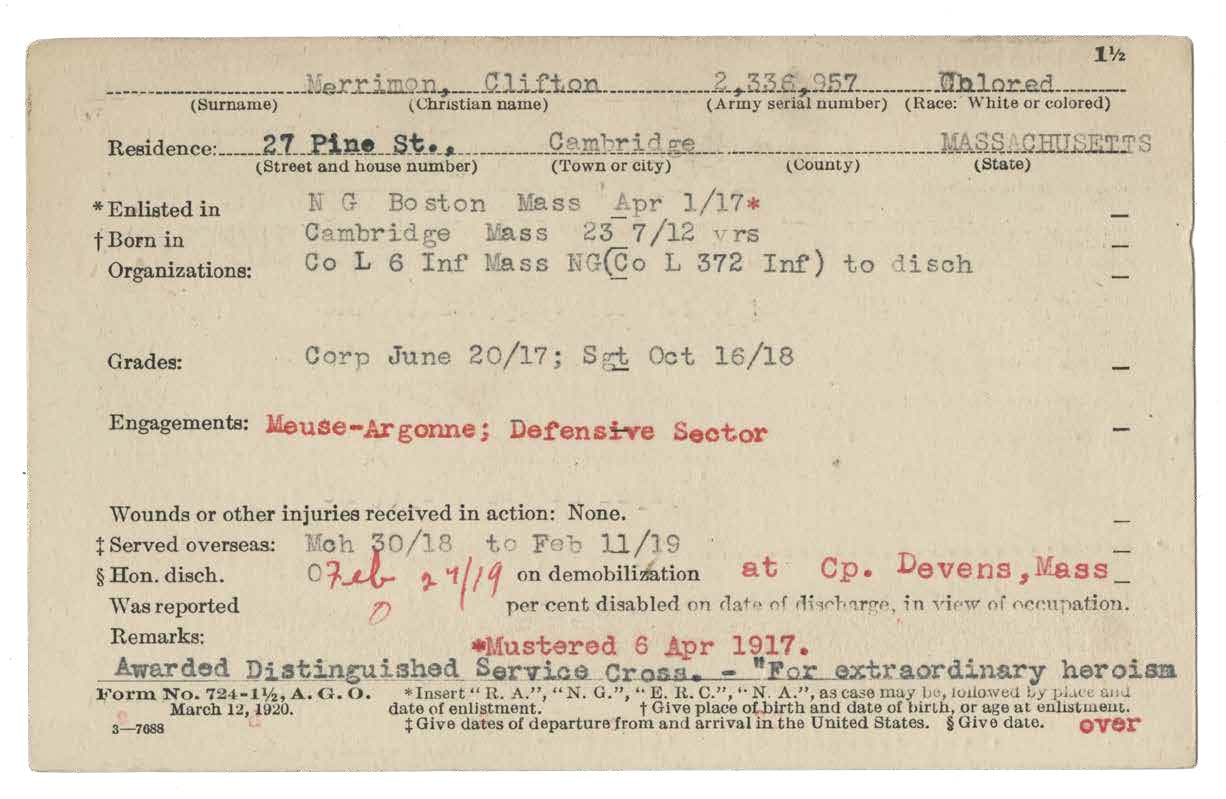 1½
Merrimon, Clifton 2,336,957 Colored
(Surname) (Christian name) (Army serial number) (Race: White or colored)
Residence: 27 Pine St., Cambridge MASSACHUSETTS
(Street and house number) (Town or city) (County) (State)
*Enlisted in N G Boston Mass Apr 1/17*
†Born in Cambridge Mass 23 7/12 yrs
Organizations: Co L 6 Inf Mass NG(Co L 372 Inf) to disch
Grades: Corp June 20/17; Sgt Oct 16/18
Engagements: Meuse-Argonne; Defensive Sector
Wounds or other injuries received in action: None.
‡Served overseas: Mch 30/18 to Feb 11/19
§Hon. disch. Feb 27/19 on demobilization at Cp. Devens,Mass
Was reported 0 per cent disabled on date of discharge, in view of occupation.
Remarks: *Mustered 6 Apr 1917.
Awarded Distinguished Service Cross. - "For extraordinary heroism
Form No. 724-1½, A. G. O. *Insert "R. A.", "N. G.", "E. R. C.", "N. A.", as case may be, followed by place and
March 12, 1920. date of enlistment. †Give place of birth and date of birth, or age at enlistment.
3—7688 ‡Give dates of departure from and arrival in the United States. §Give date. over